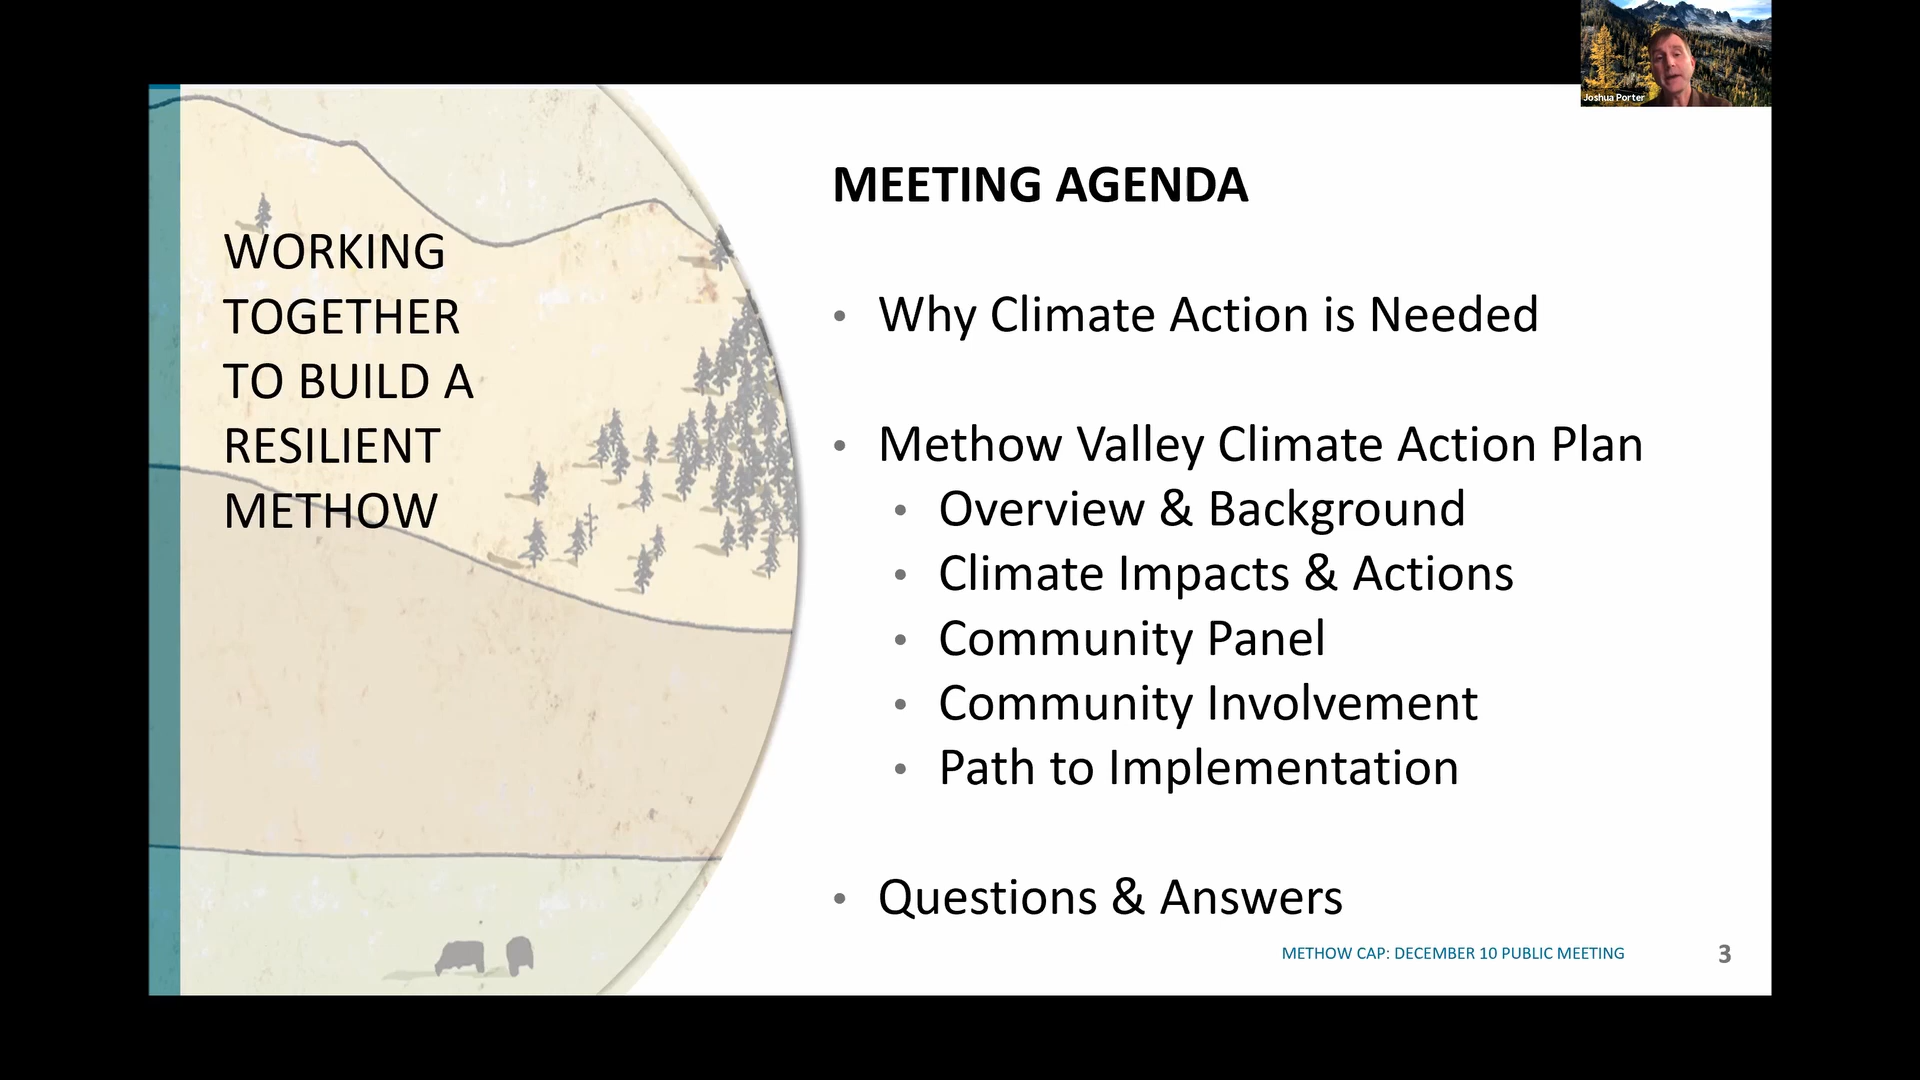 Joshua Porter
WORKING
TOGETHER
TO BUILD A
RESILIENT
METHOW
MEETING AGENDA
• Why Climate Action is Needed
• Methow Valley Climate Action Plan
• Overview & Background
• Climate Impacts & Actions
• Community Panel
• Community Involvement
• Path to Implementation
• Questions & Answers
METHOW CAP: DECEMBER 10 PUBLIC MEETING
3